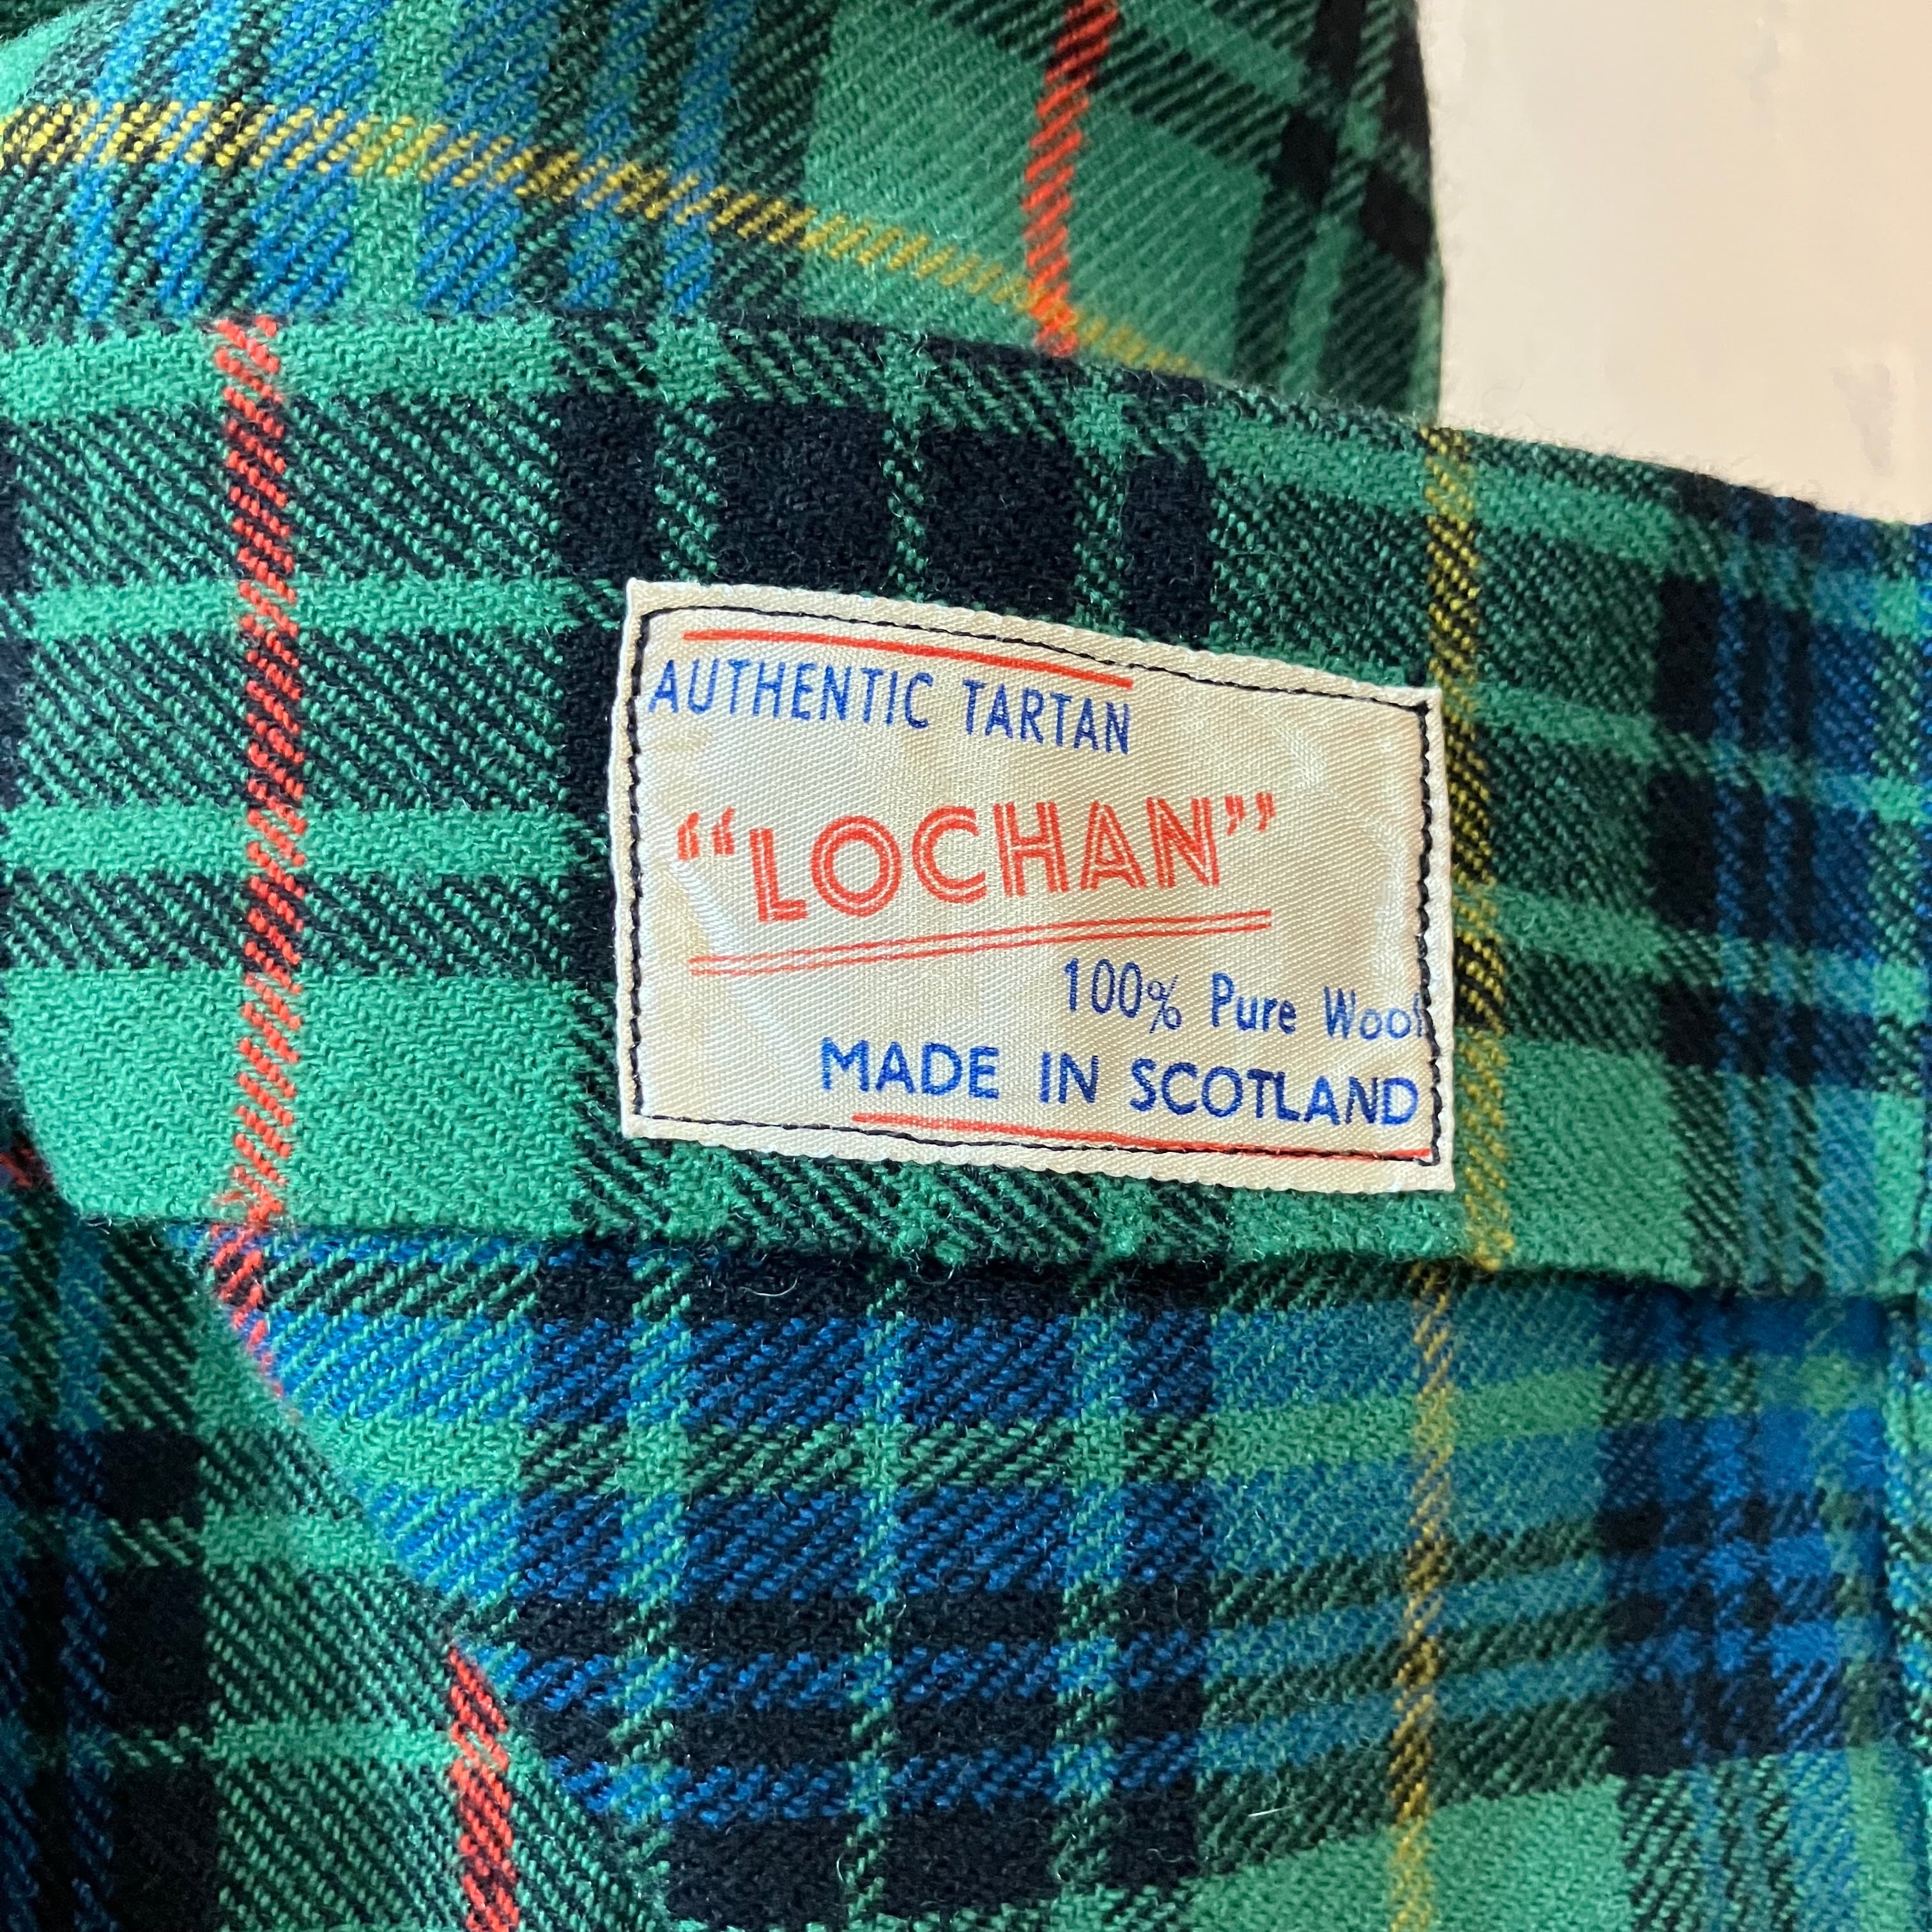 AUTHENTIC TARTAN
“LOCHAN”
100% Pure Wool
MADE IN SCOTLAND